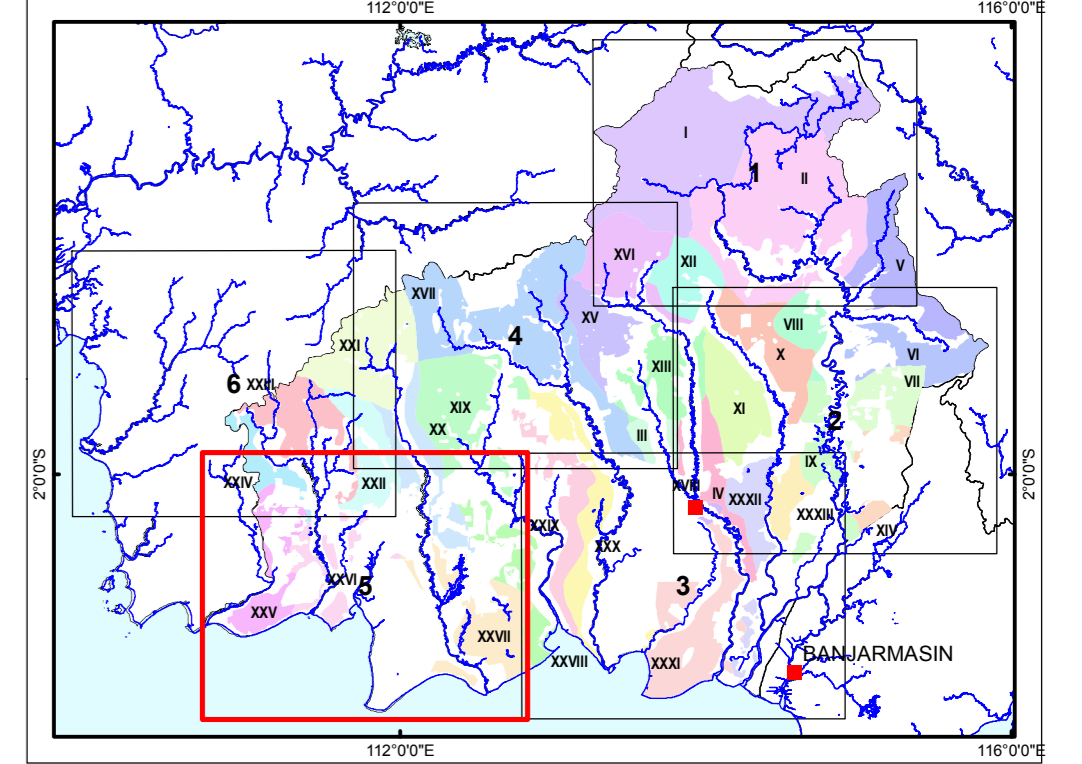 112°0'0"E 116°0'0"E
I
1 II
XVI XII
V
XVII
XV VIII
4
XXI X VI
XIII
6 XXIII VII
XIX XI
XX 2
III
IX
XXIV XXII XVIII IV XXXII
2°0'0"S 2°0'0"S
XXXIII
XXIX XIV
XXX
XXVI 5 3
XXV
XXVII
BANJARMASIN
XXVIII XXXI
112°0'0"E 116°0'0"E